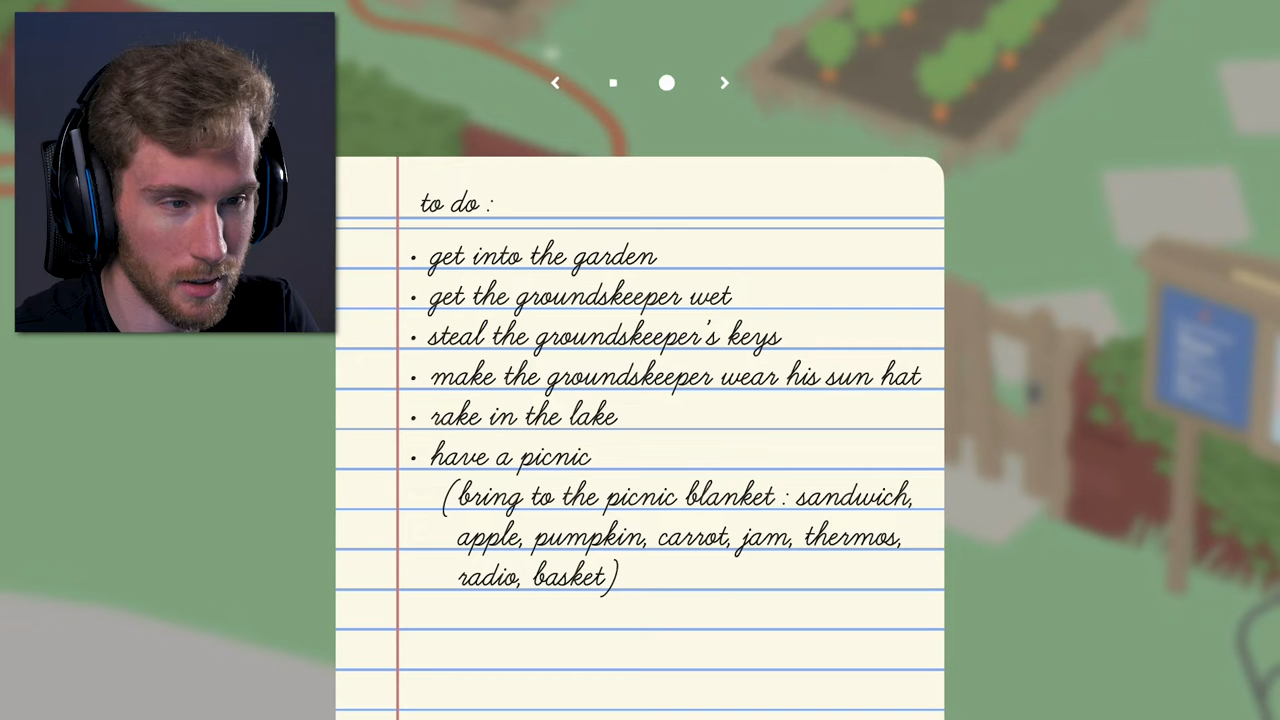 to do :
• get into the garden
• get the groundskeeper wet
• steal the groundskeeper's keys
• make the groundskeeper wear his sun hat
• rake in the lake
• have a picnic
(bring to the picnic blanket : sandwich,
apple, pumpkin, carrot, jam, thermos,
radio, basket)